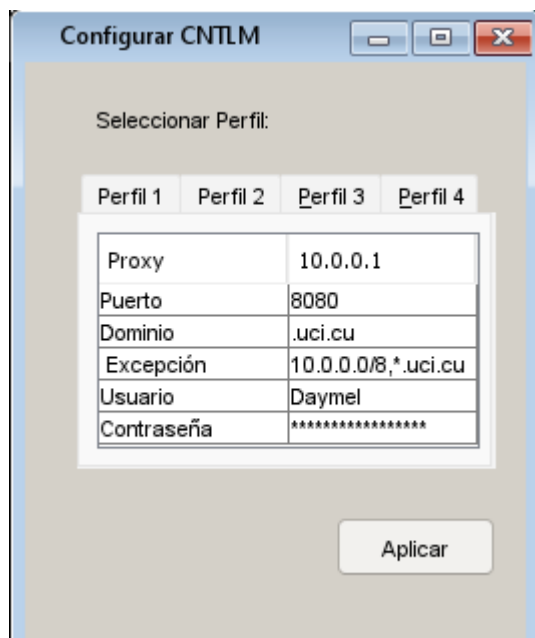 Configurar CNTLM
Seleccionar Perfil:
Perfil 1 Perfil 2 Perfil 3 Perfil 4
Proxy 10.0.0.1
Puerto 8080
Dominio .uci.cu
Excepción 10.0.0.0/8,*.uci.cu
Usuario Daymel
Contraseña *****************
Aplicar